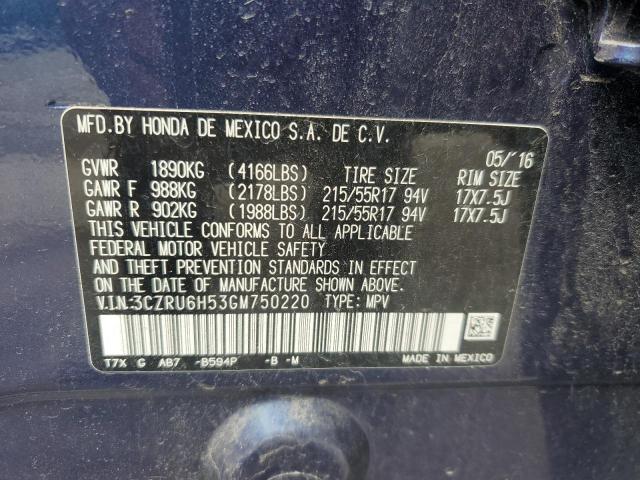 MFD.BY HONDA DE MEXICO S.A. DE C.V.
05/'16
GVWR 1890KG (4166LBS) TIRE SIZE RIM SIZE
GAWR F 988KG (2178LBS) 215/55R17 94V 17X7.5J
GAWR R 902KG (1988LBS) 215/55R17 94V 17X7.5J
THIS VEHICLE CONFORMS TO ALL APPLICABLE
FEDERAL MOTOR VEHICLE SAFETY
AND THEFT PREVENTION STANDARDS IN EFFECT
ON THE DATE OF MANUFACTURE SHOWN ABOVE.
V.I.N:3CZRU6H53GM750220 TYPE: MPV
T7X G AB7 -B594P -B -M MADE IN MEXICO